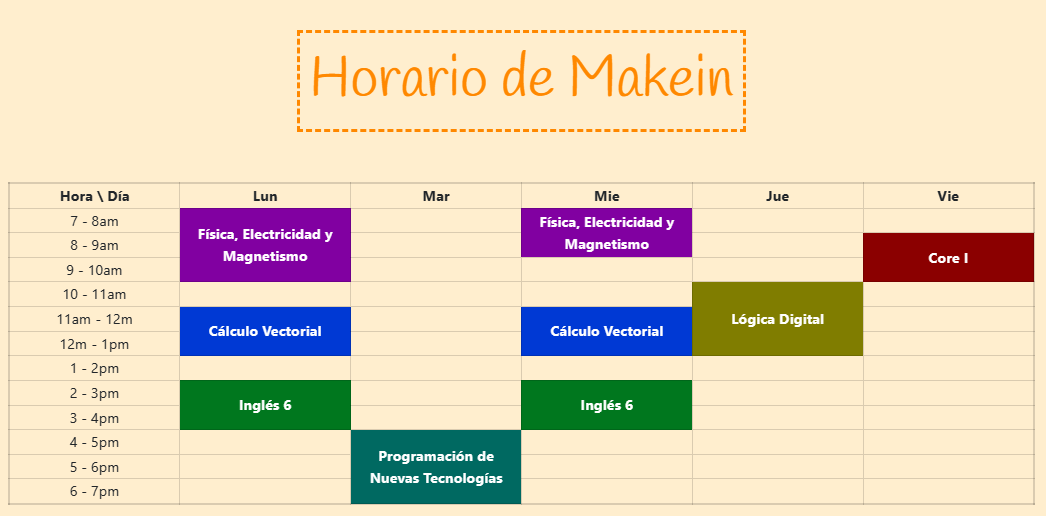 Horario de Makein
Hora \ Día Lun Mar Mie Jue Vie
7 - 8am
Física, Electricidad y
Magnetismo
Física, Electricidad y
Magnetismo
8 - 9am
Core I
9 - 10am
10 - 11am
Lógica Digital
11am - 12m
Cálculo Vectorial
Cálculo Vectorial
12m - 1pm
1 - 2pm
2 - 3pm
Inglés 6
Inglés 6
3 - 4pm
4 - 5pm
Programación de
Nuevas Tecnologías
5 - 6pm
6 - 7pm